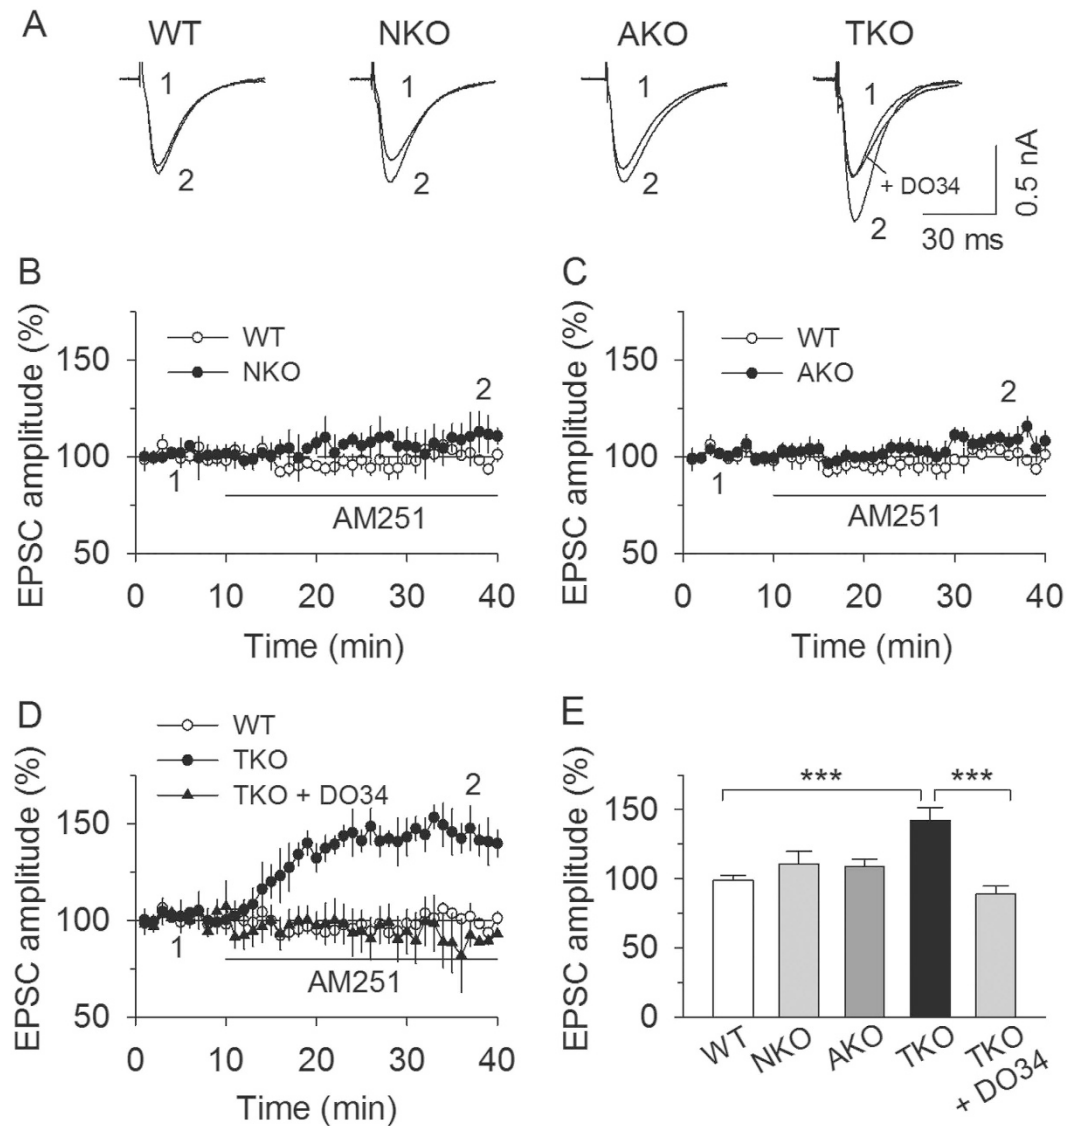 A
WT
NKO
AKO
TKO
1
2
1
2
1
2
1
+ DO34
2
0.5 nA
30 ms
B
EPSC amplitude (%)
150
100
50
WT
NKO
2
1
AM251
0 10 20 30 40
Time (min)
C
EPSC amplitude (%)
150
100
50
WT
AKO
2
1
AM251
0 10 20 30 40
Time (min)
D
EPSC amplitude (%)
150
100
50
WT
TKO
TKO + DO34
2
1
AM251
0 10 20 30 40
Time (min)
E
EPSC amplitude (%)
150
100
50
0
*** ***
WT
NKO
AKO
TKO
TKO
+ DO34